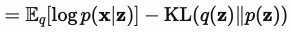 = 𝔼_q[log p(𝐱|𝐳)] − KL(q(𝐳)∥p(𝐳))